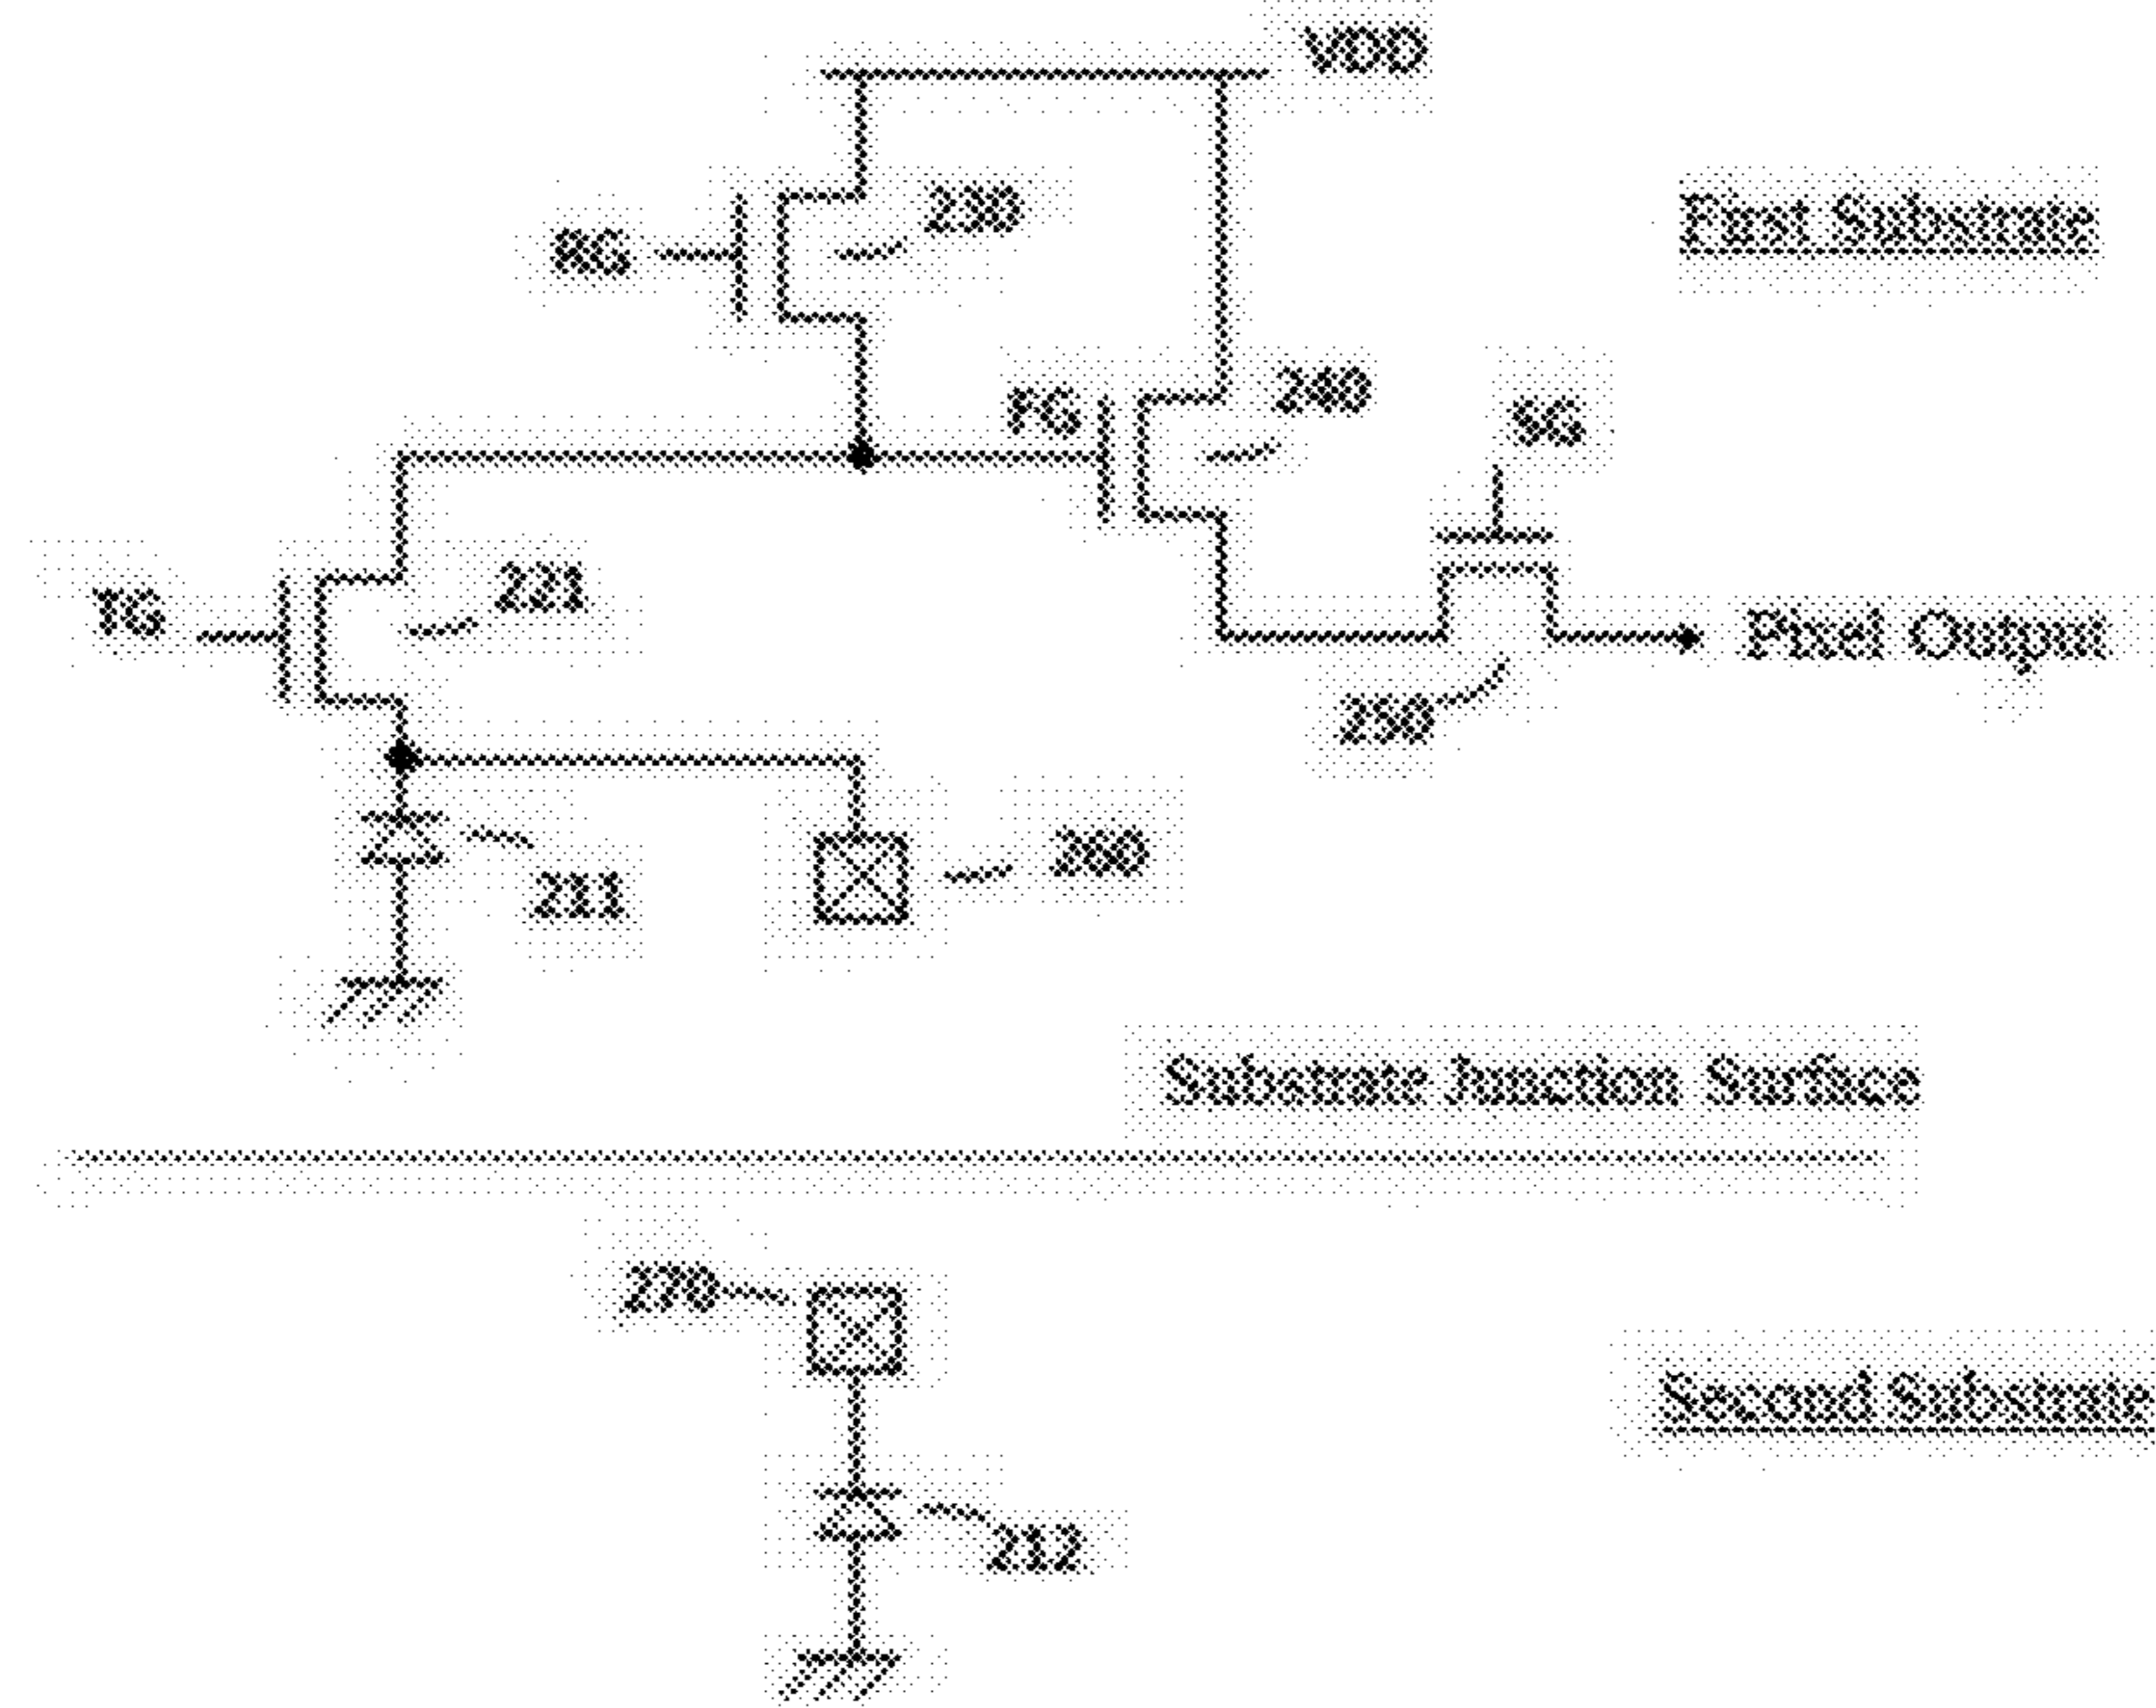 VDD
230
First Substrate
RG
FG
240
SG
221
TG
Pixel Output
250
211
Substrate Junction Surface
270
Second Substrate
212